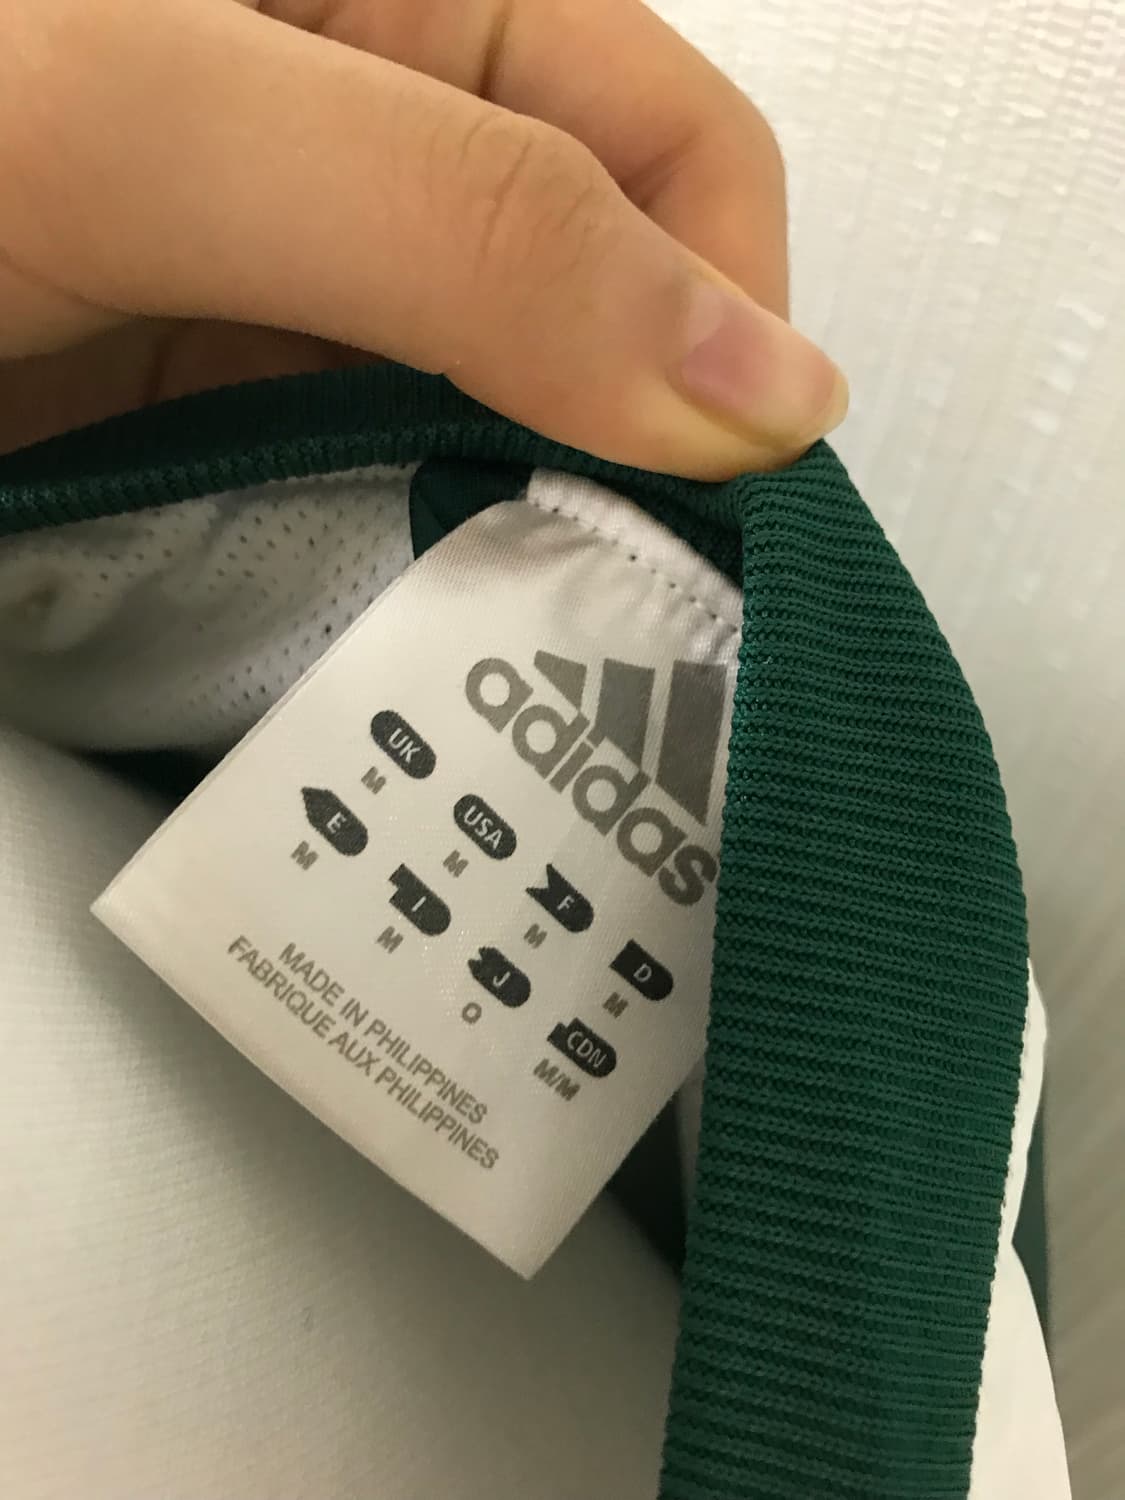 adidas
UK USA F D
M M M M
E I J CDN
M M O M/M
MADE IN PHILIPPINES
FABRIQUE AUX PHILIPPINES